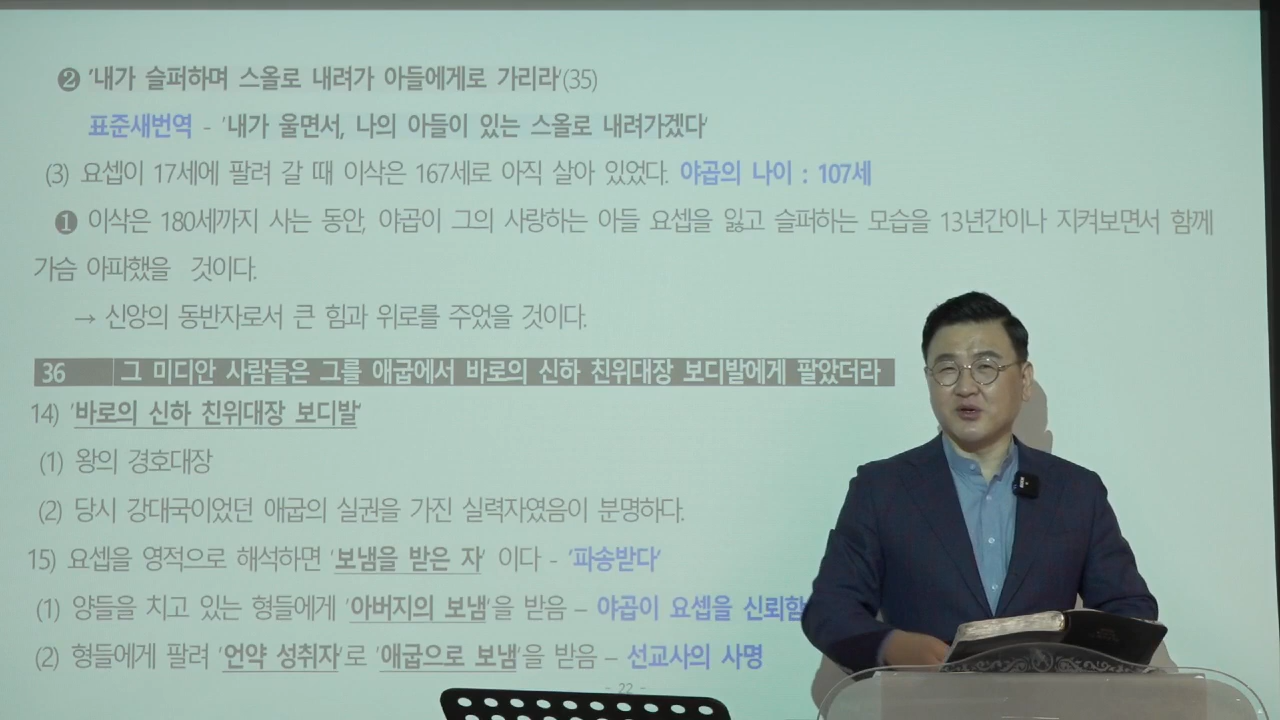 ❷ '내가 슬퍼하며 스올로 내려가 아들에게로 가리라'(35)
표준새번역 - '내가 울면서, 나의 아들이 있는 스올로 내려가겠다'
(3) 요셉이 17세에 팔려 갈 때 이삭은 167세로 아직 살아 있었다. 야곱의 나이 : 107세
❶ 이삭은 180세까지 사는 동안, 야곱이 그의 사랑하는 아들 요셉을 잃고 슬퍼하는 모습을 13년간이나 지켜보면서 함께
가슴 아파했을 것이다.
→ 신앙의 동반자로서 큰 힘과 위로를 주었을 것이다.
36 그 미디안 사람들은 그를 애굽에서 바로의 신하 친위대장 보디발에게 팔았더라
14) '바로의 신하 친위대장 보디발'
(1) 왕의 경호대장
(2) 당시 강대국이었던 애굽의 실권을 가진 실력자였음이 분명하다.
15) 요셉을 영적으로 해석하면 '보냄을 받은 자' 이다 - '파송받다'
(1) 양들을 치고 있는 형들에게 '아버지의 보냄'을 받음 – 야곱이 요셉을 신뢰함
(2) 형들에게 팔려 '언약 성취자'로 '애굽으로 보냄'을 받음 – 선교사의 사명
- 22 -